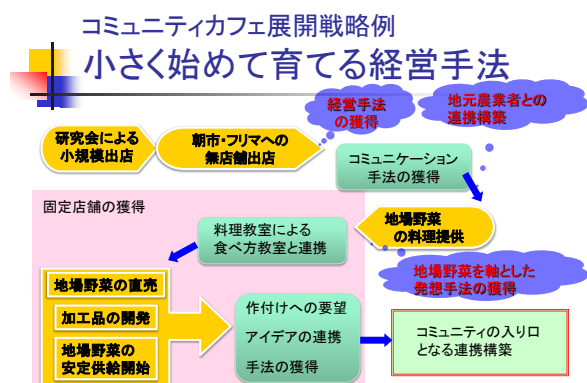 コミュニティカフェ展開戦略例
小さく始めて育てる経営手法
経営手法
の獲得
地元農業者との
連携構築
研究会による
小規模出店
朝市・フリマへの
無店舗出店
コミュニケーション
手法の獲得
固定店舗の獲得
料理教室による
食べ方教室と連携
地場野菜
の料理提供
地場野菜を軸とした
発想手法の獲得
地場野菜の直売
加工品の開発
地場野菜の
安定供給開始
作付けへの要望
アイデアの連携
手法の獲得
コミュニティの入り口
となる連携構築